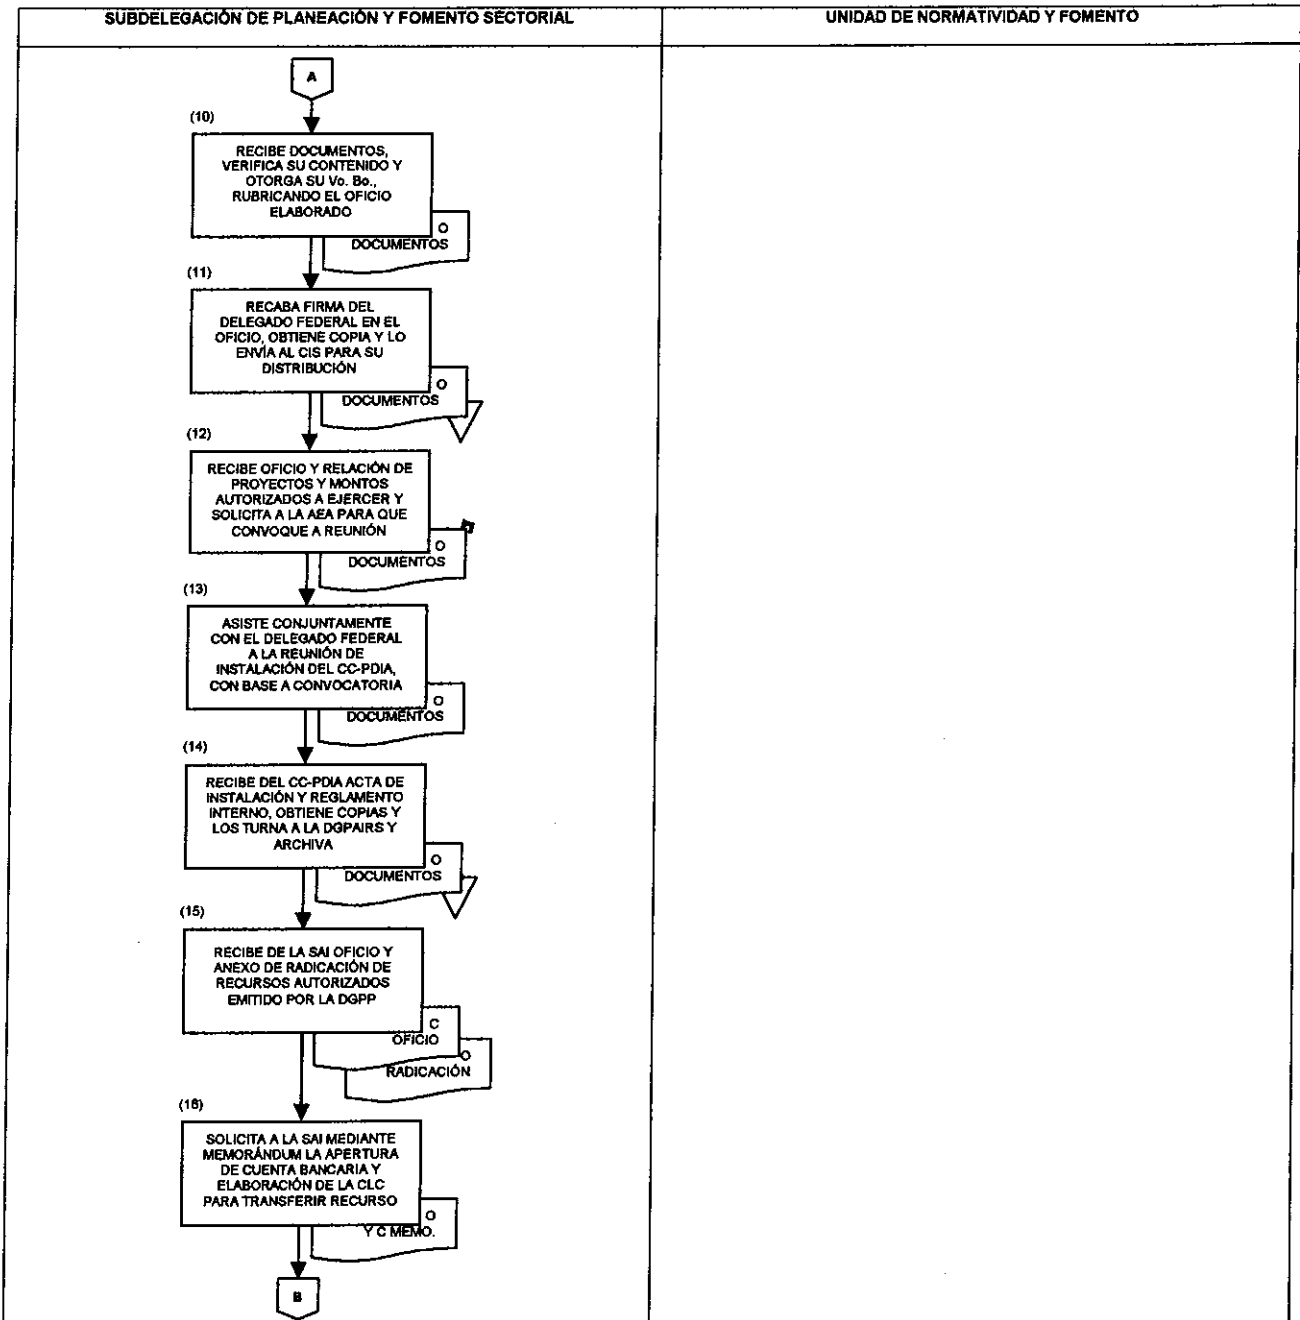 SUBDELEGACIÓN DE PLANEACIÓN Y FOMENTO SECTORIAL
UNIDAD DE NORMATIVIDAD Y FOMENTO
A
(10)
RECIBE DOCUMENTOS,
VERIFICA SU CONTENIDO Y
OTORGA SU Vo. Bo.,
RUBRICANDO EL OFICIO
ELABORADO
O
DOCUMENTOS
(11)
RECABA FIRMA DEL
DELEGADO FEDERAL EN EL
OFICIO, OBTIENE COPIA Y LO
ENVÍA AL CIS PARA SU
DISTRIBUCIÓN
O
DOCUMENTOS
(12)
RECIBE OFICIO Y RELACIÓN DE
PROYECTOS Y MONTOS
AUTORIZADOS A EJERCER Y
SOLICITA A LA AEA PARA QUE
CONVOQUE A REUNIÓN
O
DOCUMENTOS
(13)
ASISTE CONJUNTAMENTE
CON EL DELEGADO FEDERAL
A LA REUNIÓN DE
INSTALACIÓN DEL CC-PDIA,
CON BASE A CONVOCATORIA
O
DOCUMENTOS
(14)
RECIBE DEL CC-PDIA ACTA DE
INSTALACIÓN Y REGLAMENTO
INTERNO, OBTIENE COPIAS Y
LOS TURNA A LA DGPAIRS Y
ARCHIVA
O
DOCUMENTOS
(15)
RECIBE DE LA SAI OFICIO Y
ANEXO DE RADICACIÓN DE
RECURSOS AUTORIZADOS
EMITIDO POR LA DGPP
C
OFICIO
O
RADICACIÓN
(16)
SOLICITA A LA SAI MEDIANTE
MEMORÁNDUM LA APERTURA
DE CUENTA BANCARIA Y
ELABORACIÓN DE LA CLC
PARA TRANSFERIR RECURSO
O
Y C MEMO.
B